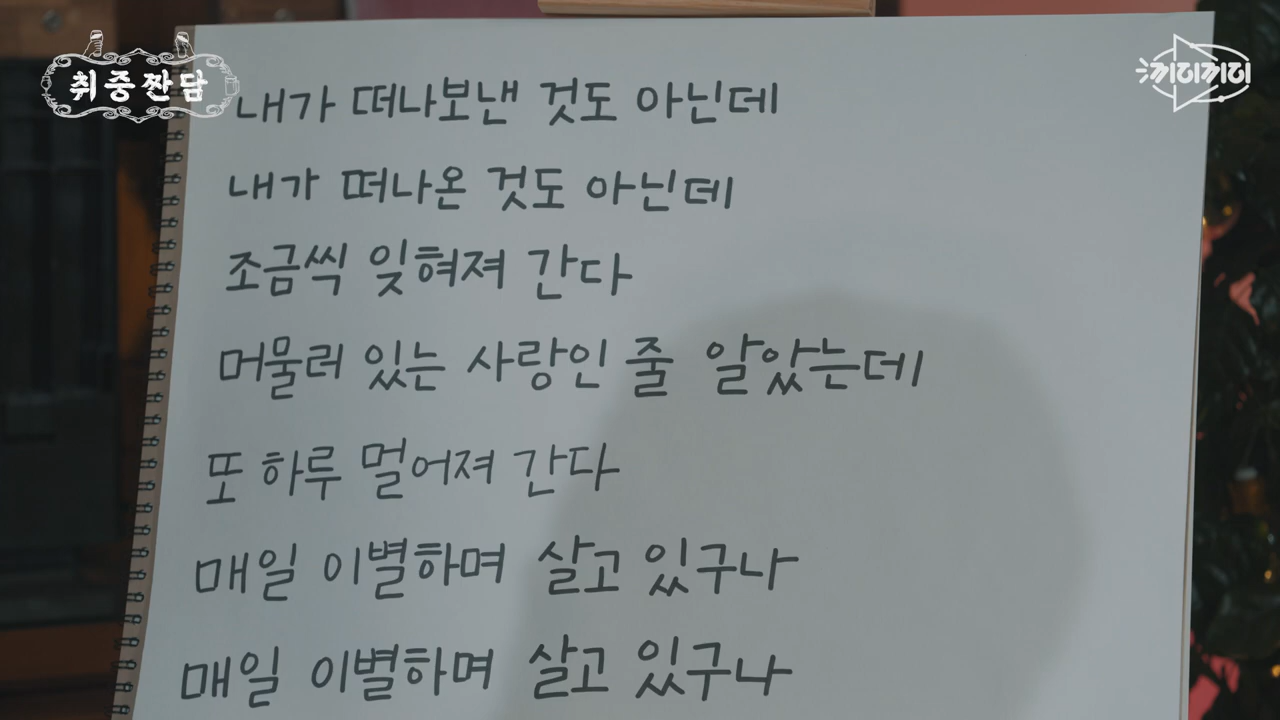 취중짠담
끼리끼리
내가 떠나보낸 것도 아닌데
내가 떠나온 것도 아닌데
조금씩 잊혀져 간다
머물러 있는 사랑인 줄 알았는데
또 하루 멀어져 간다
매일 이별하며 살고 있구나
매일 이별하며 살고 있구나